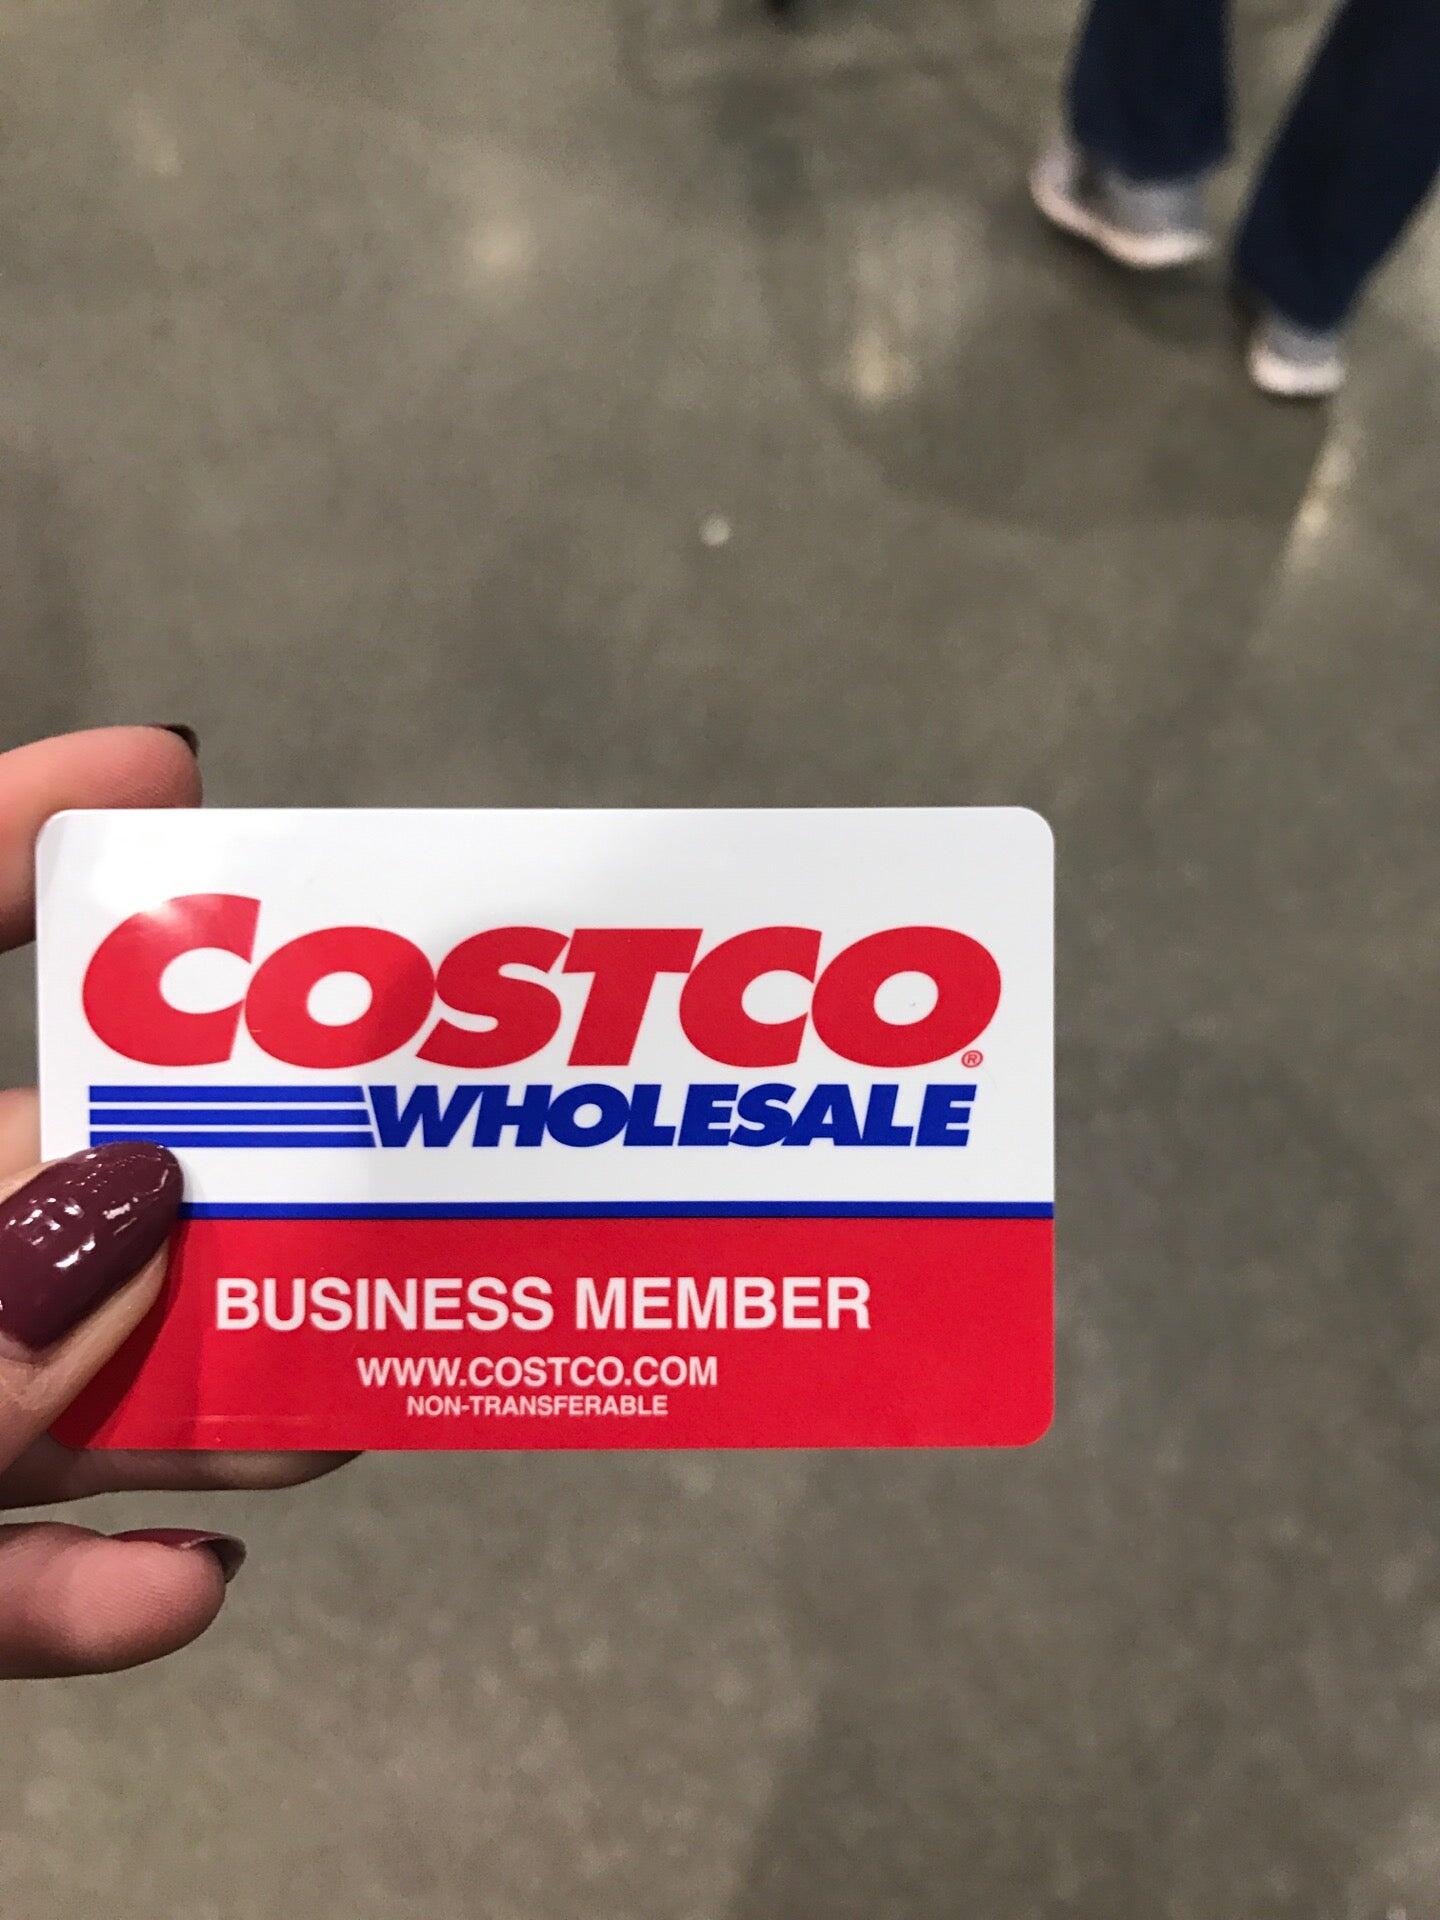 COSTCO®
WHOLESALE
BUSINESS MEMBER
WWW.COSTCO.COM
NON-TRANSFERABLE